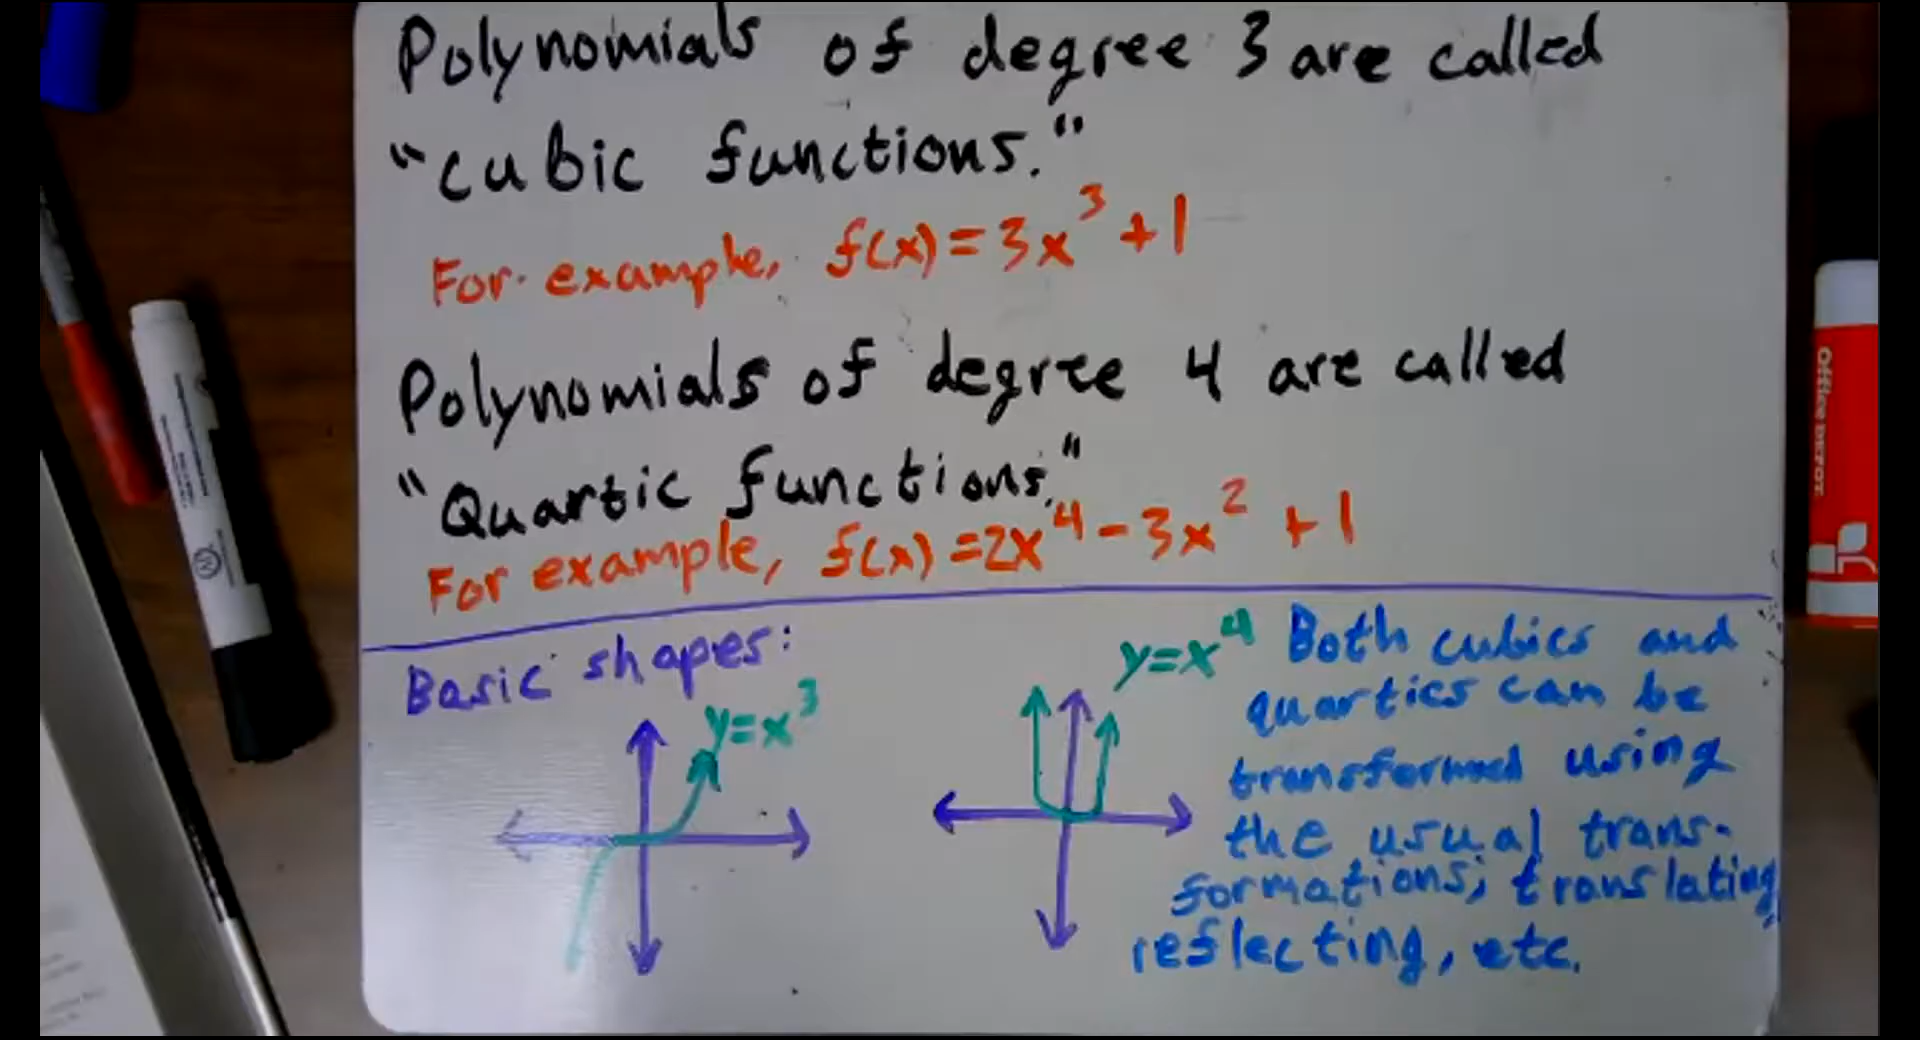 Polynomials of degree 3 are called
"cubic functions."
For example, f(x) = 3x³ + 1
Polynomials of degree 4 are called
"Quartic functions."
For example, f(x) = 2x⁴ - 3x² + 1
Basic shapes:
y=x³
y=x⁴
Both cubics and
quartics can be
transformed using
the usual trans-
formations; translating,
reflecting, etc.
Office DEPOT